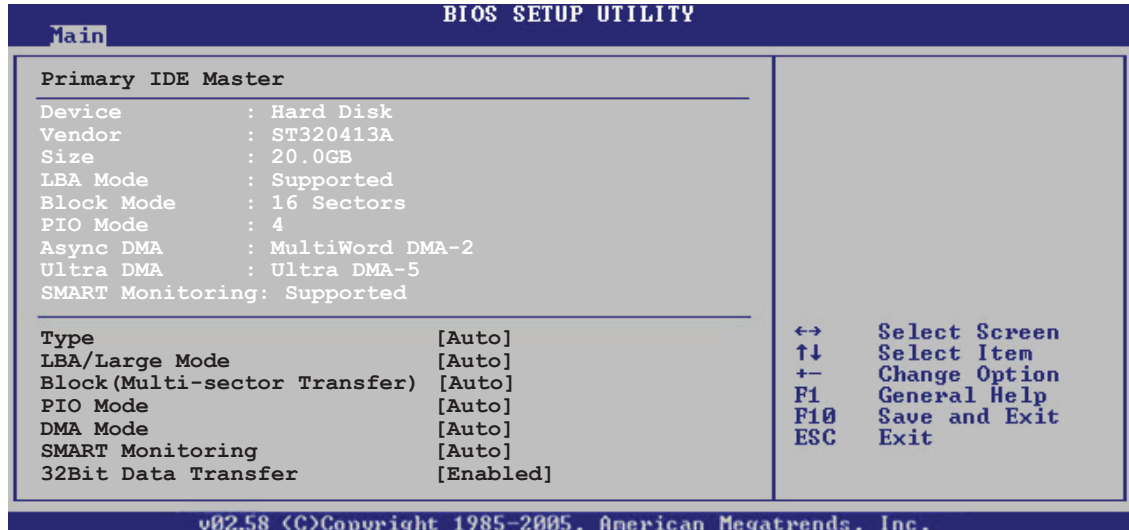 BIOS SETUP UTILITY
Main
Primary IDE Master
Device : Hard Disk
Vendor : ST320413A
Size : 20.0GB
LBA Mode : Supported
Block Mode : 16 Sectors
PIO Mode : 4
Async DMA : MultiWord DMA-2
Ultra DMA : Ultra DMA-5
SMART Monitoring: Supported
Type [Auto]
LBA/Large Mode [Auto]
Block(Multi-sector Transfer) [Auto]
PIO Mode [Auto]
DMA Mode [Auto]
SMART Monitoring [Auto]
32Bit Data Transfer [Enabled]
←→ Select Screen
↑↓ Select Item
+- Change Option
F1 General Help
F10 Save and Exit
ESC Exit
v02.58 (C)Copyright 1985-2005, American Megatrends, Inc.